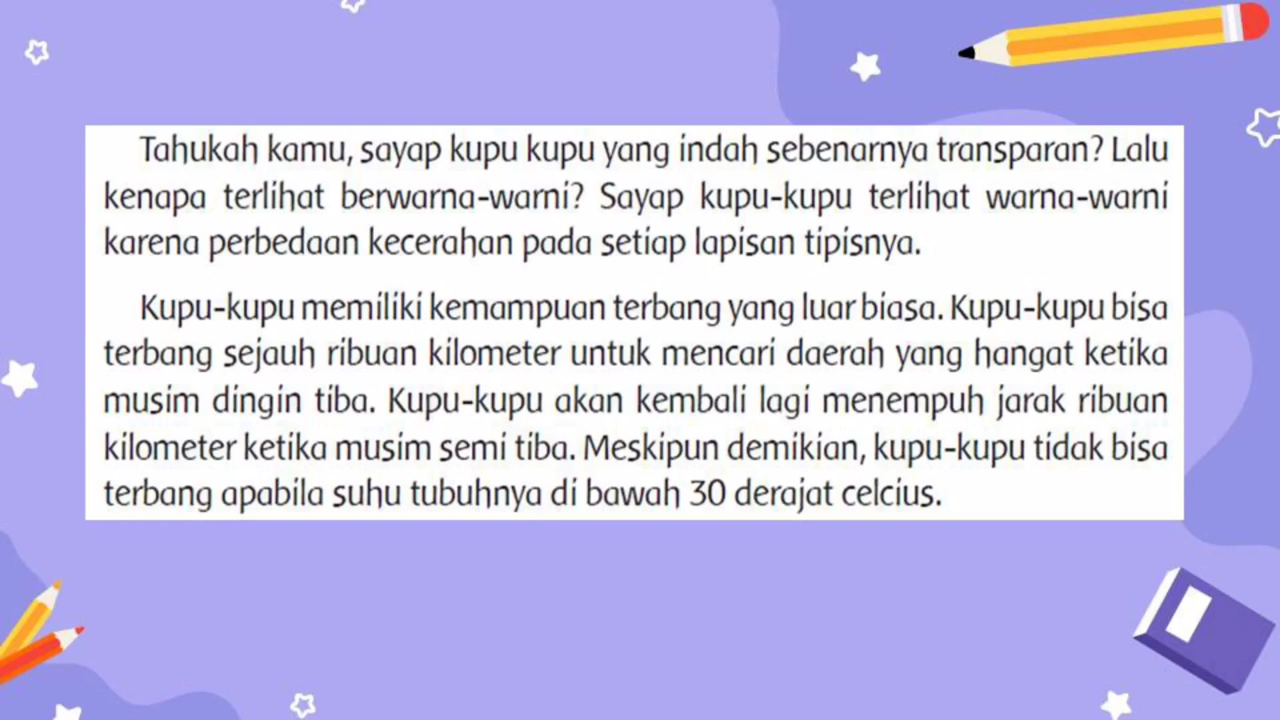 Tahukah kamu, sayap kupu kupu yang indah sebenarnya transparan? Lalu
kenapa terlihat berwarna-warni? Sayap kupu-kupu terlihat warna-warni
karena perbedaan kecerahan pada setiap lapisan tipisnya.
Kupu-kupu memiliki kemampuan terbang yang luar biasa. Kupu-kupu bisa
terbang sejauh ribuan kilometer untuk mencari daerah yang hangat ketika
musim dingin tiba. Kupu-kupu akan kembali lagi menempuh jarak ribuan
kilometer ketika musim semi tiba. Meskipun demikian, kupu-kupu tidak bisa
terbang apabila suhu tubuhnya di bawah 30 derajat celcius.